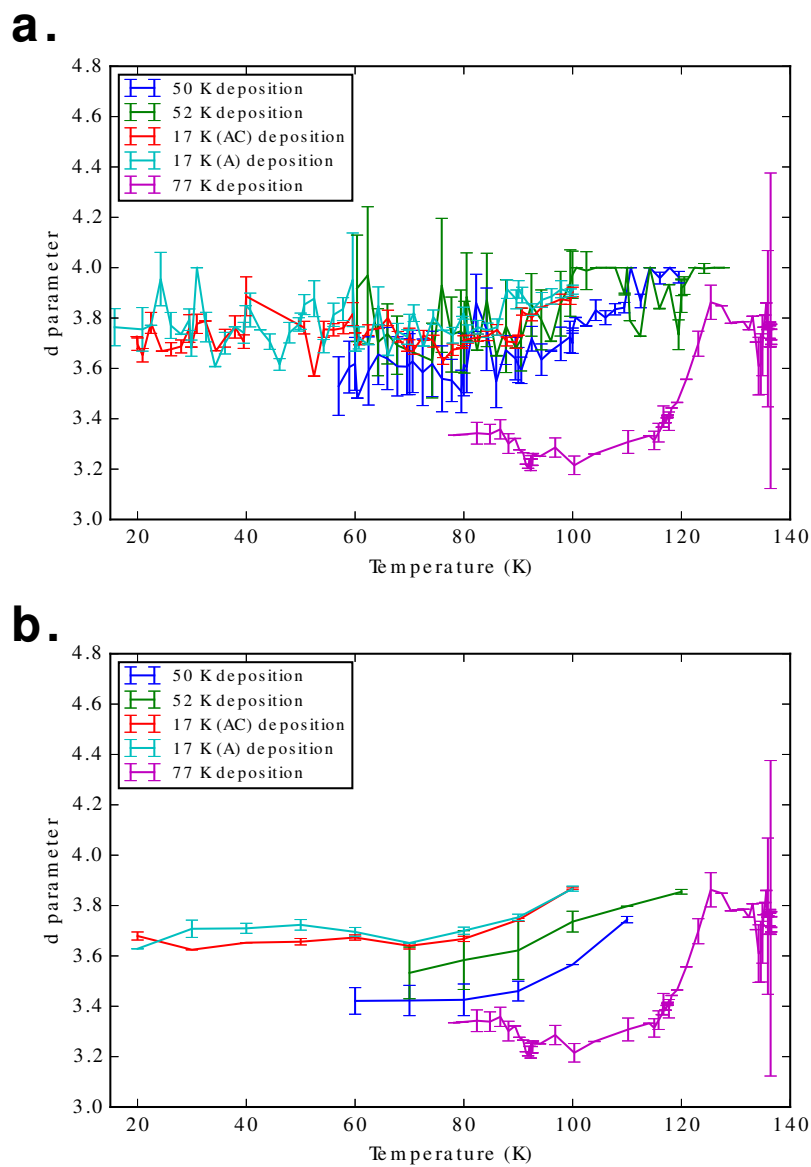 a.
4.8
4.6
4.4
4.2
4.0
3.8
3.6
3.4
3.2
3.0
d parameter
50 K deposition
52 K deposition
17 K (AC) deposition
17 K (A) deposition
77 K deposition
20 40 60 80 100 120 140
Temperature (K)
b.
4.8
4.6
4.4
4.2
4.0
3.8
3.6
3.4
3.2
3.0
d parameter
50 K deposition
52 K deposition
17 K (AC) deposition
17 K (A) deposition
77 K deposition
20 40 60 80 100 120 140
Temperature (K)